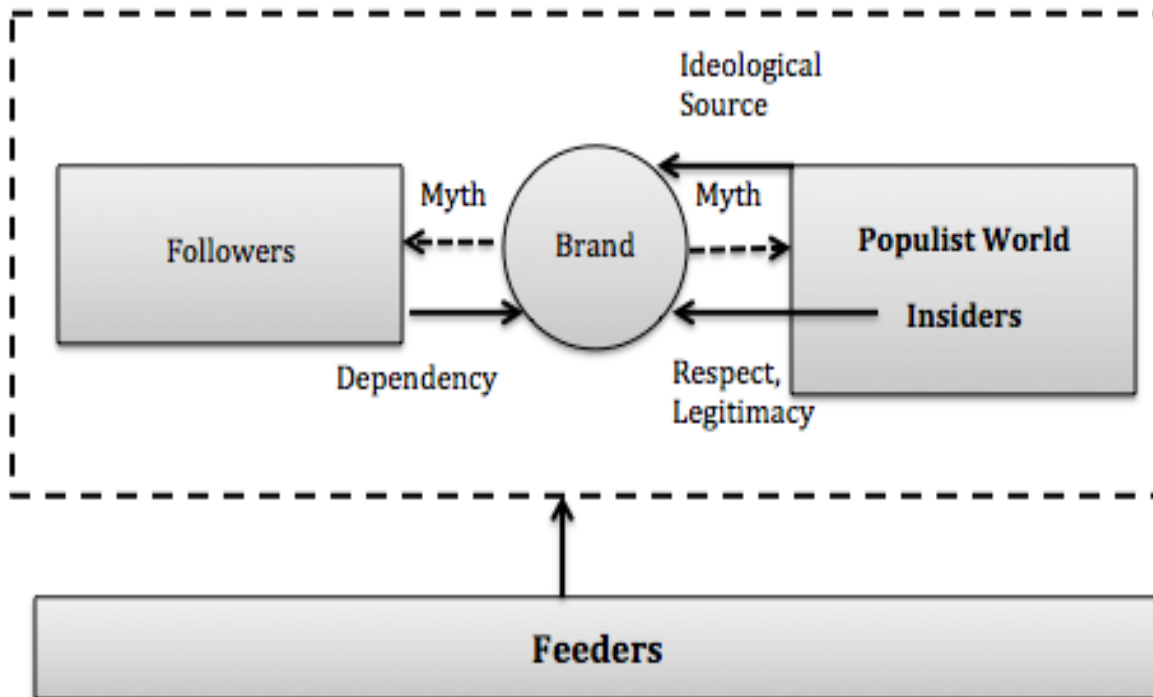 Ideological
Source
Myth
Myth
Followers
Brand
Populist World
Insiders
Dependency
Respect,
Legitimacy
Feeders